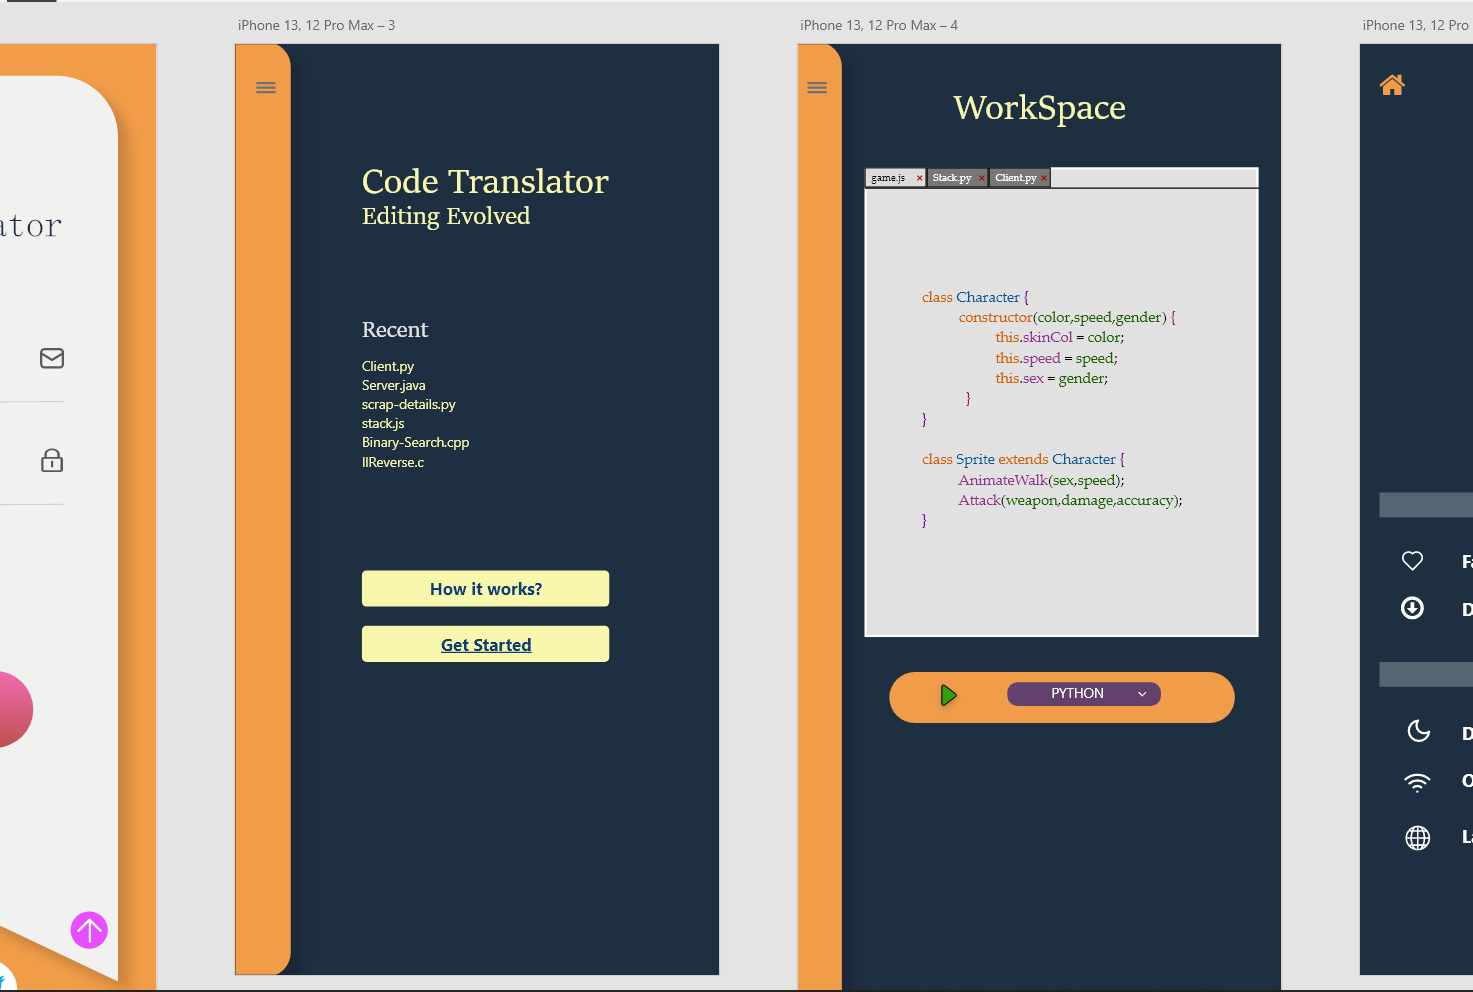 iPhone 13, 12 Pro Max – 3
iPhone 13, 12 Pro Max – 4
iPhone 13, 12 Pro
Code Translator
Editing Evolved
Recent
Client.py
Server.java
scrap-details.py
stack.js
Binary-Search.cpp
llReverse.c
How it works?
Get Started
WorkSpace
game.js × Stack.py × Client.py ×
class Character {
constructor(color,speed,gender) {
this.skinCol = color;
this.speed = speed;
this.sex = gender;
}
}
class Sprite extends Character {
AnimateWalk(sex,speed);
Attack(weapon,damage,accuracy);
}
PYTHON